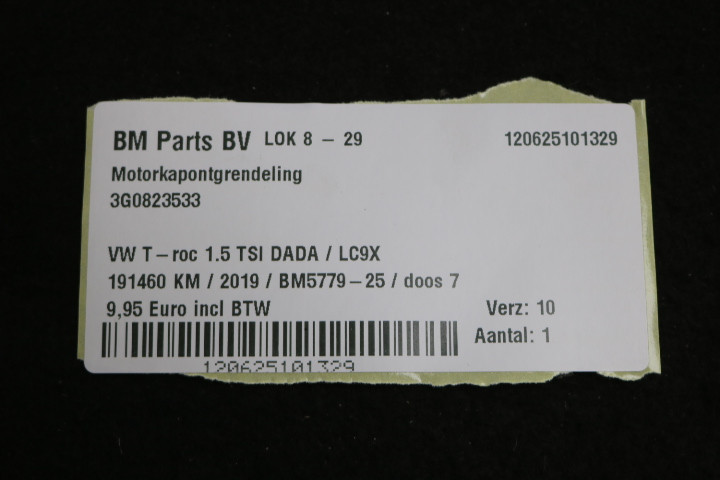 BM Parts BV LOK 8 - 29 120625101329
Motorkapontgrendeling
3G0823533
VW T-roc 1.5 TSI DADA / LC9X
191460 KM / 2019 / BM5779-25 / doos 7
9,95 Euro incl BTW Verz: 10
Aantal: 1
120625101329